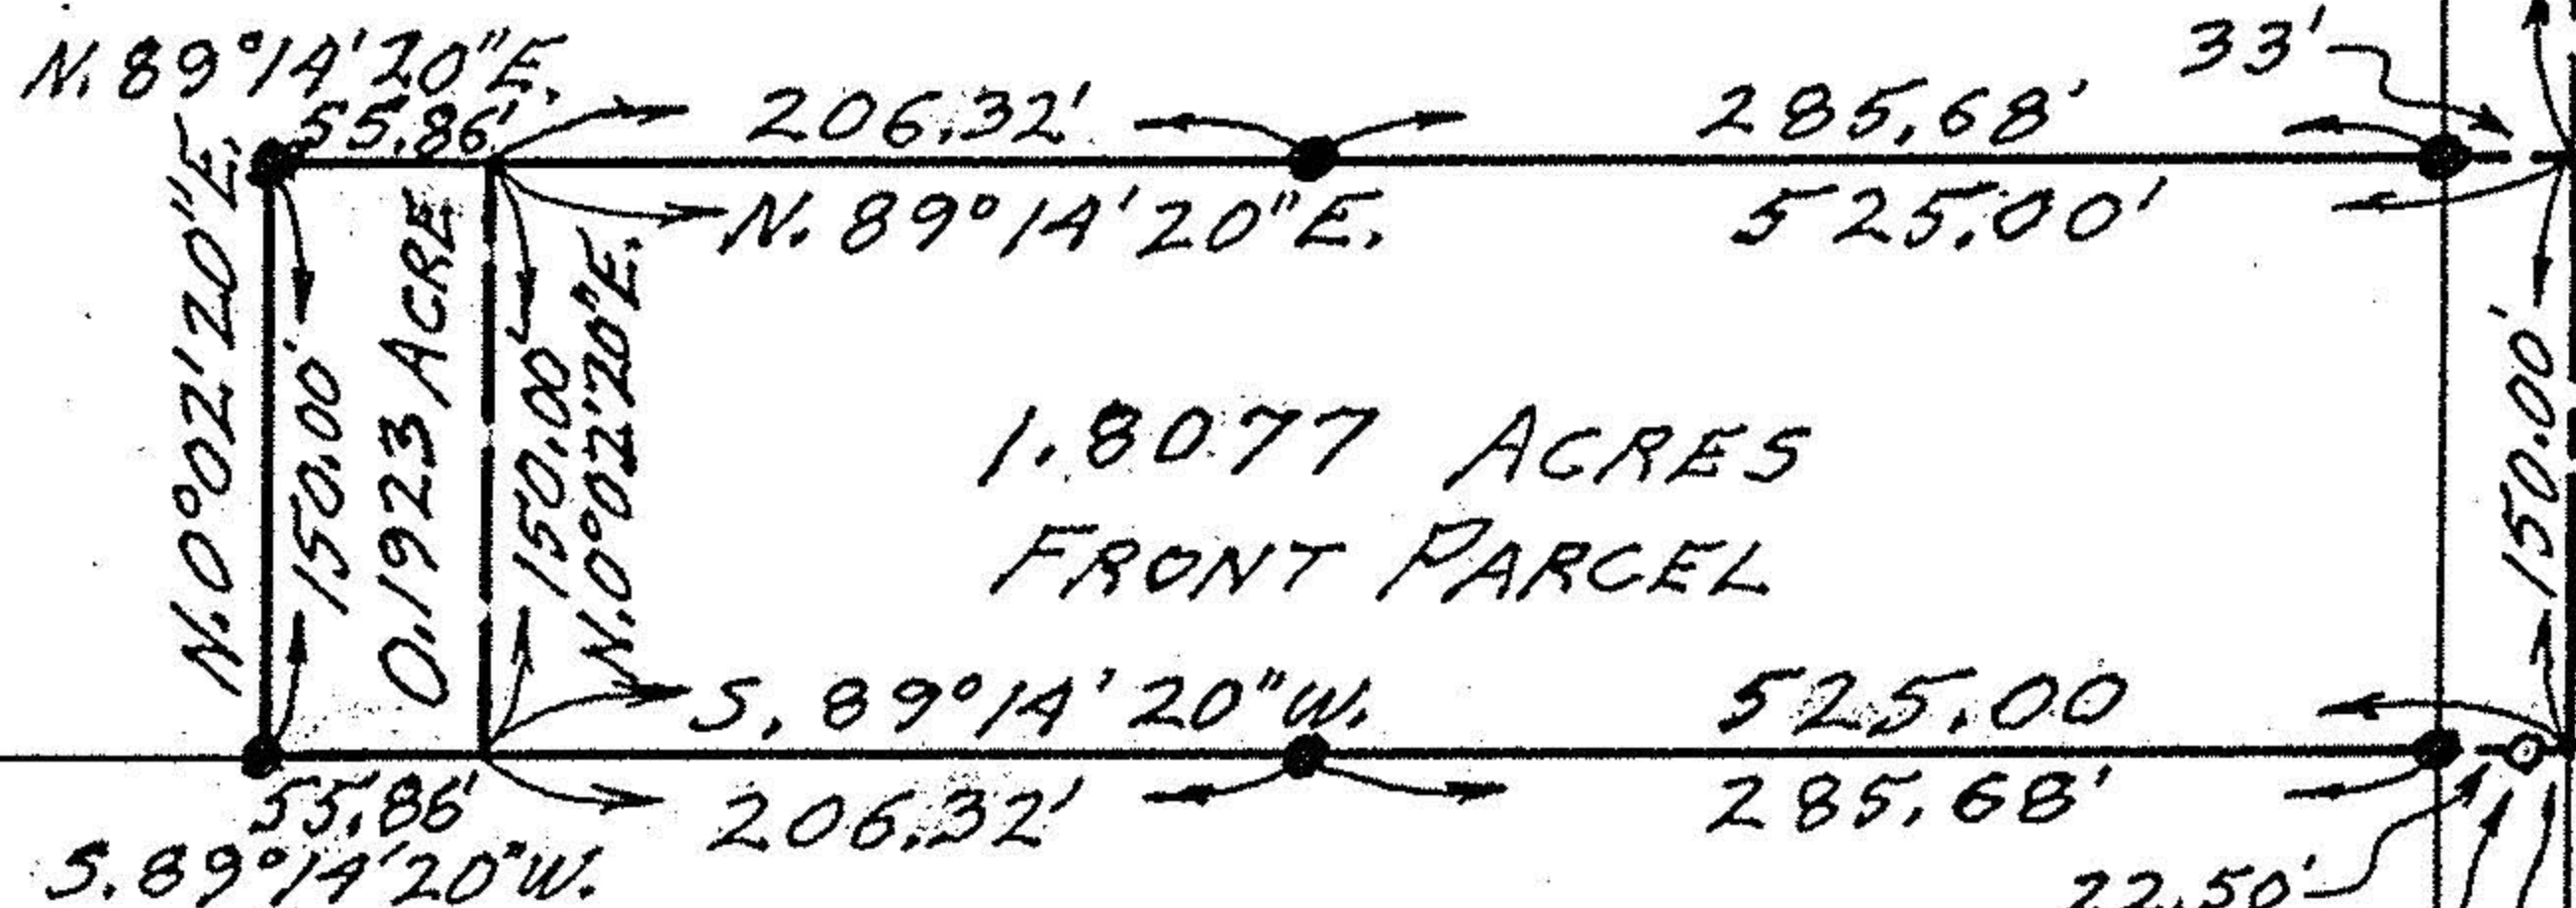 N. 89°14'20"E.
55.86'
206.32'
285.68'
33'
N. 89°14'20"E.
525.00'
N. 0°02'20"E.
150.00'
0.1923 ACRE
150.00'
N. 0°02'20"E.
1.8077 ACRES
FRONT PARCEL
150.00'
S. 89°14'20"W.
525.00
55.86'
206.32'
285.68'
S. 89°14'20"W.
22.50'